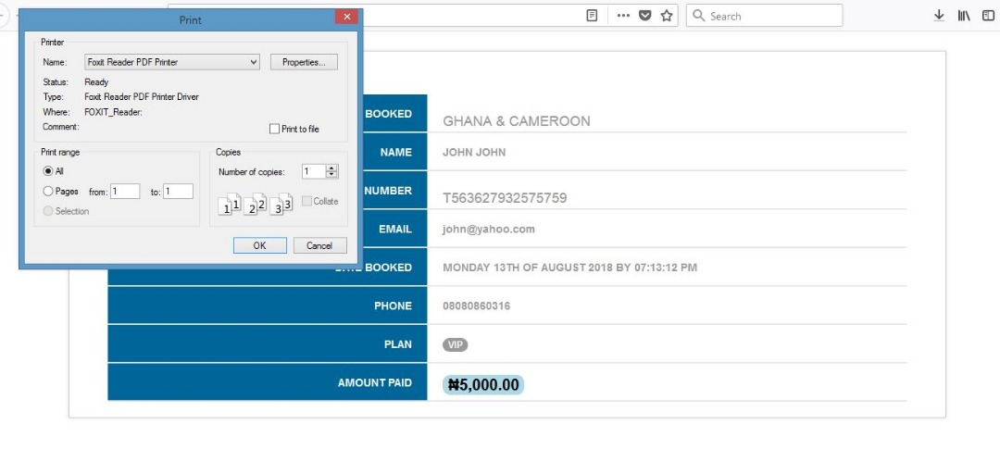 Print
Search
Printer
Name: Foxit Reader PDF Printer Properties...
Status: Ready
Type: Foxit Reader PDF Printer Driver
Where: FOXIT_Reader:
Comment:
Print to file
Print range
All
Pages from: 1 to: 1
Selection
Copies
Number of copies: 1
1 1 2 2 3 3
Collate
OK Cancel
BOOKED GHANA & CAMEROON
NAME JOHN JOHN
NUMBER T563627932575759
EMAIL john@yahoo.com
BOOKED MONDAY 13TH OF AUGUST 2018 BY 07:13:12 PM
PHONE 08080860316
PLAN VIP
AMOUNT PAID ₦5,000.00